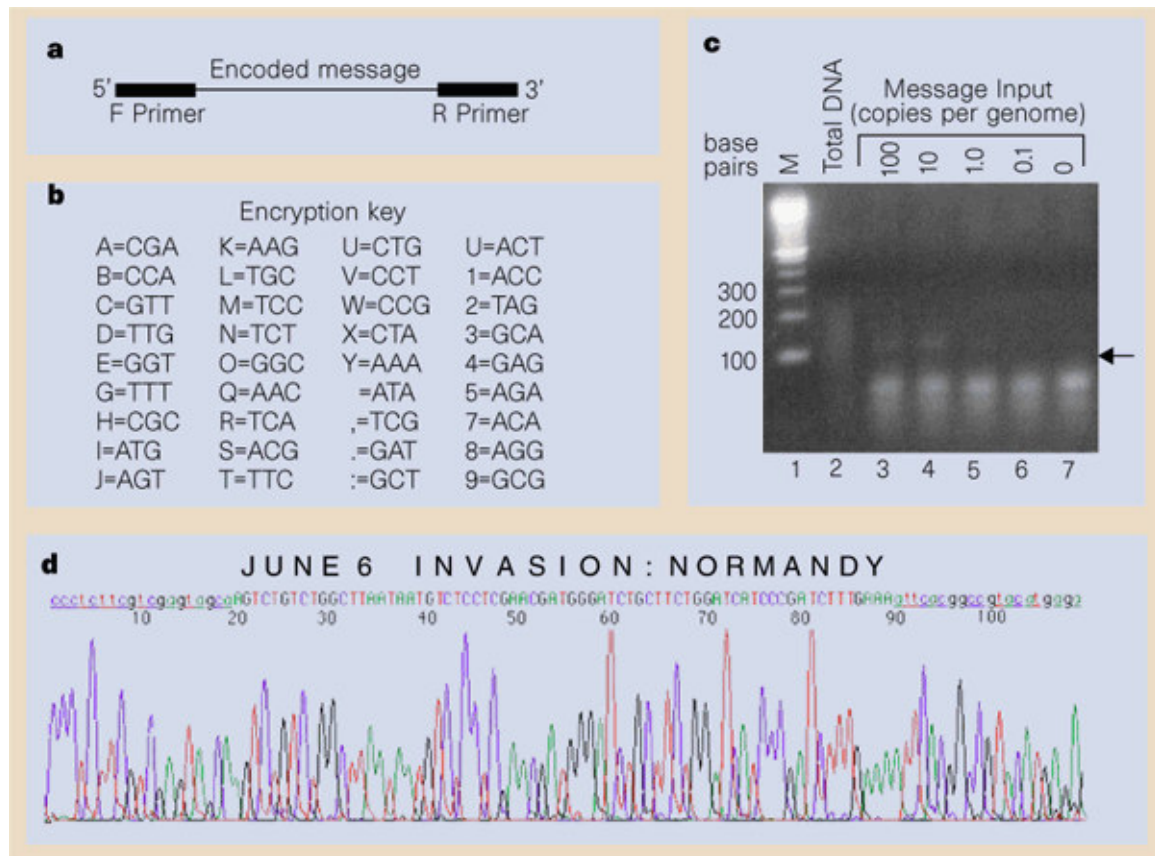 a
Encoded message
5' 3'
F Primer R Primer
b
Encryption key
A=CGA K=AAG U=CTG U=ACT
B=CCA L=TGC V=CCT 1=ACC
C=GTT M=TCC W=CCG 2=TAG
D=TTG N=TCT X=CTA 3=GCA
E=GGT O=GGC Y=AAA 4=GAG
G=TTT Q=AAC =ATA 5=AGA
H=CGC R=TCA ,=TCG 7=ACA
I=ATG S=ACG .=GAT 8=AGG
J=AGT T=TTC :=GCT 9=GCG
c
Message Input
(copies per genome)
base pairs M Total DNA 100 10 1.0 0.1 0
300
200
100
1 2 3 4 5 6 7
d
JUNE 6 INVASION:NORMANDY
ccctcttcgtcgagtagcaAGTCTGTCTGGCTTAATAATGTCTCCTCGAACGATGGGATCTGCTTCTGGATCATCCCGATCTTTGAAAattcacggccgtacatgaga
10 20 30 40 50 60 70 80 90 100